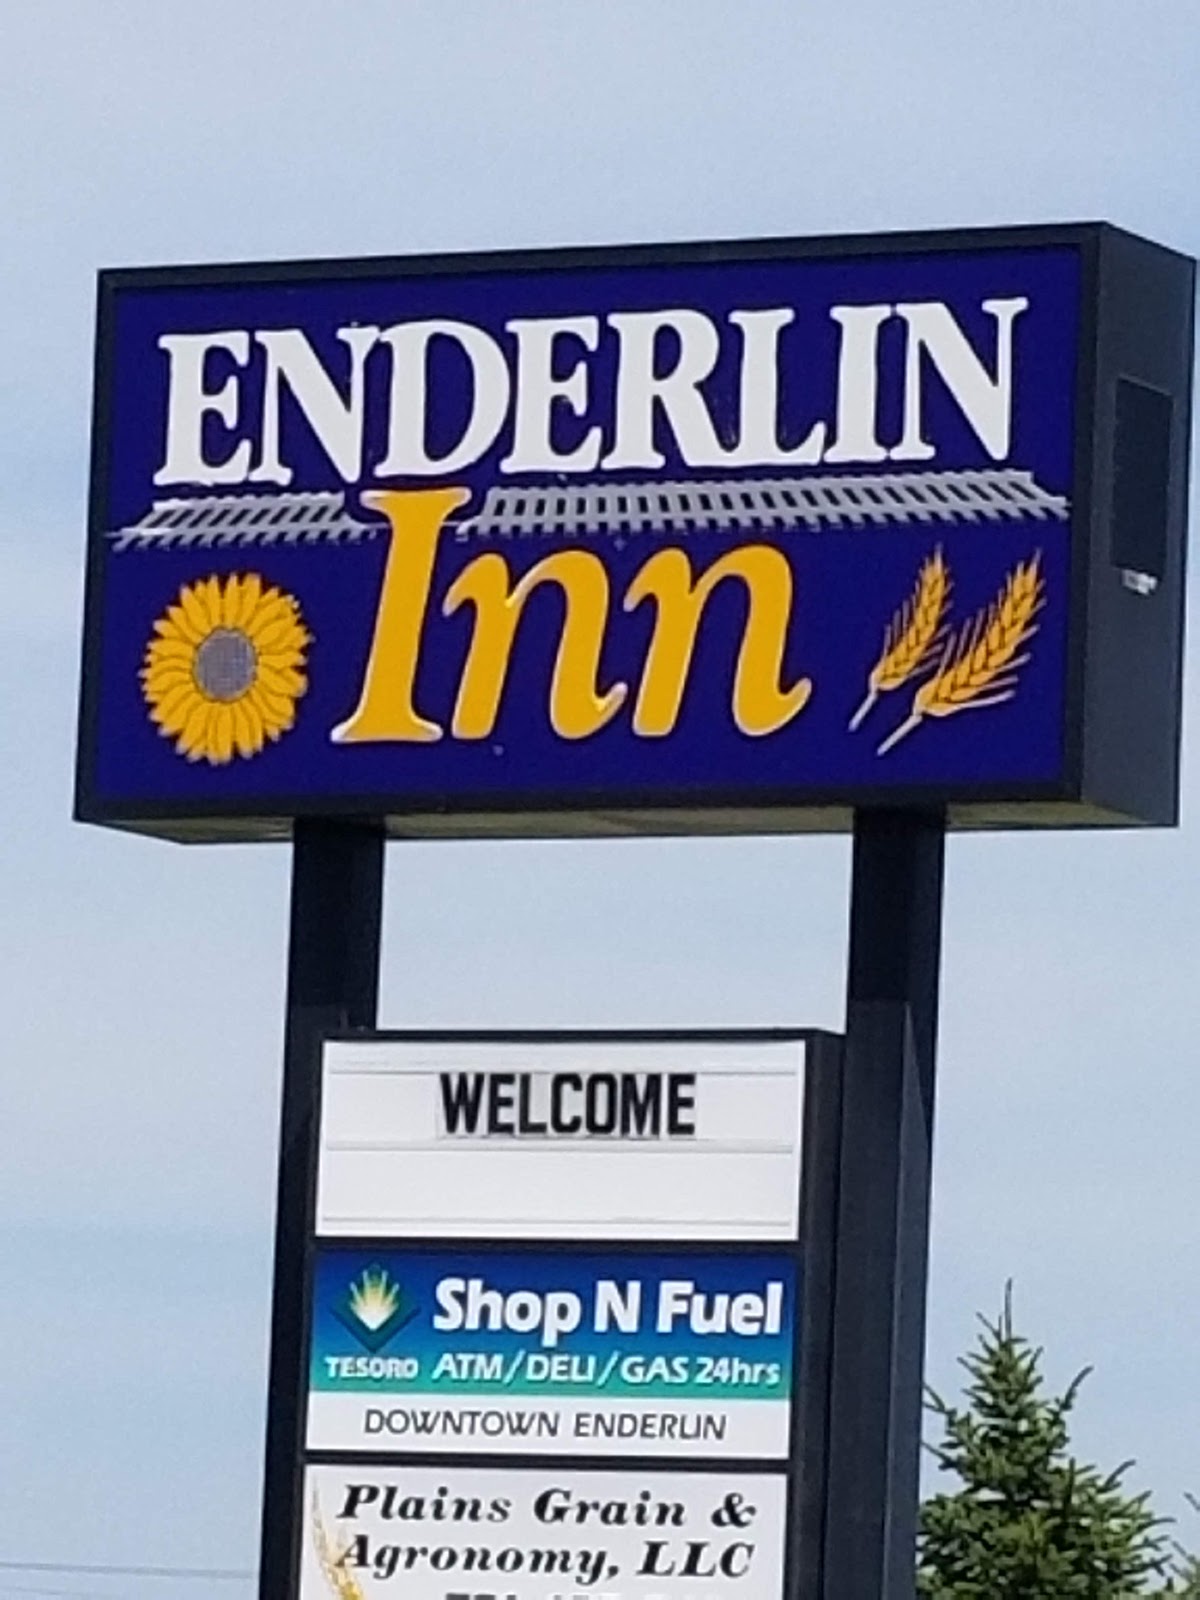 ENDERLIN
Inn
WELCOME
Shop N Fuel
TESORO ATM/DELI/GAS 24hrs
DOWNTOWN ENDERLIN
Plains Grain &
Agronomy, LLC